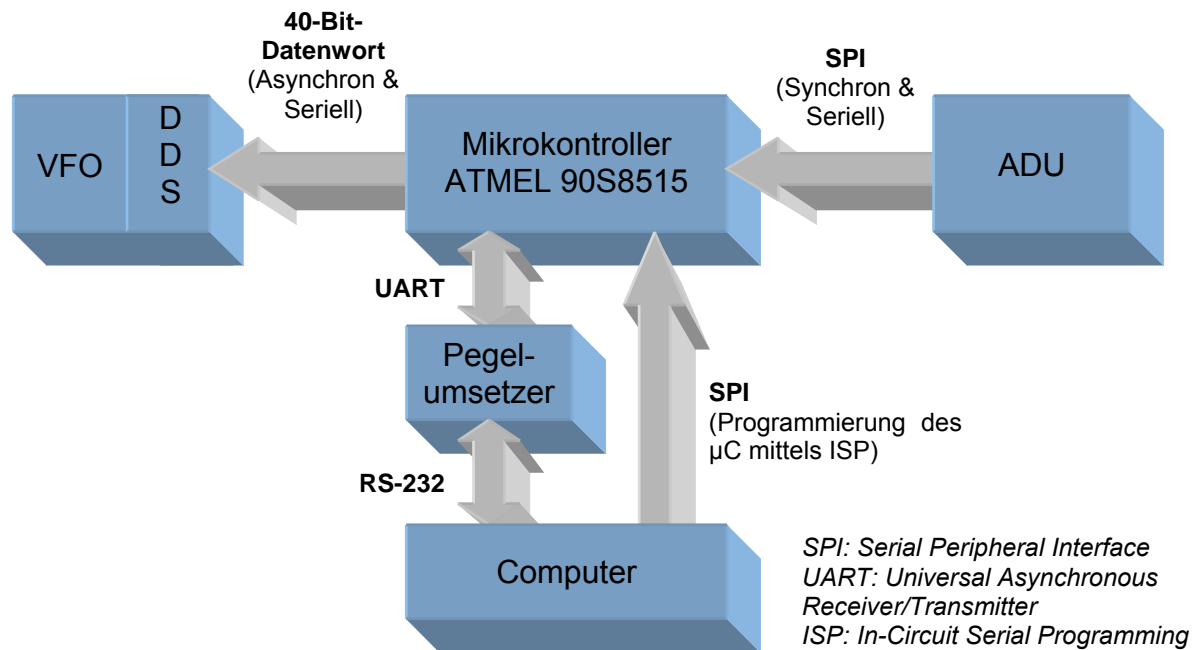 40-Bit-
Datenwort
(Asynchron &
Seriell)
SPI
(Synchron &
Seriell)
VFO
D
D
S
Mikrokontroller
ATMEL 90S8515
ADU
UART
Pegel-
umsetzer
SPI
(Programmierung des
µC mittels ISP)
RS-232
Computer
SPI: Serial Peripheral Interface
UART: Universal Asynchronous
Receiver/Transmitter
ISP: In-Circuit Serial Programming